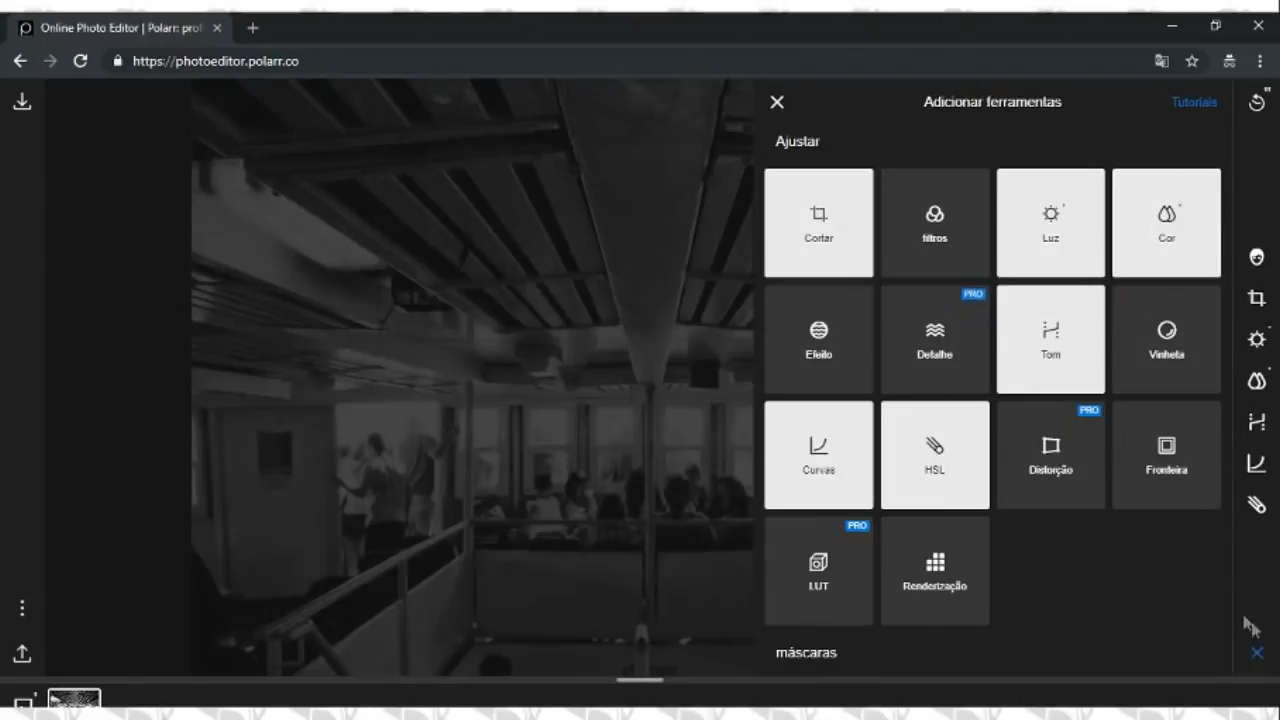 Online Photo Editor | Polarr: prof
https://photoeditor.polarr.co
Adicionar ferramentas
Tutoriais
Ajustar
Cortar
filtros
Luz
Cor
Efeito
PRO
Detalhe
Tom
Vinheta
Curvas
HSL
PRO
Distorção
Fronteira
PRO
LUT
Renderização
máscaras